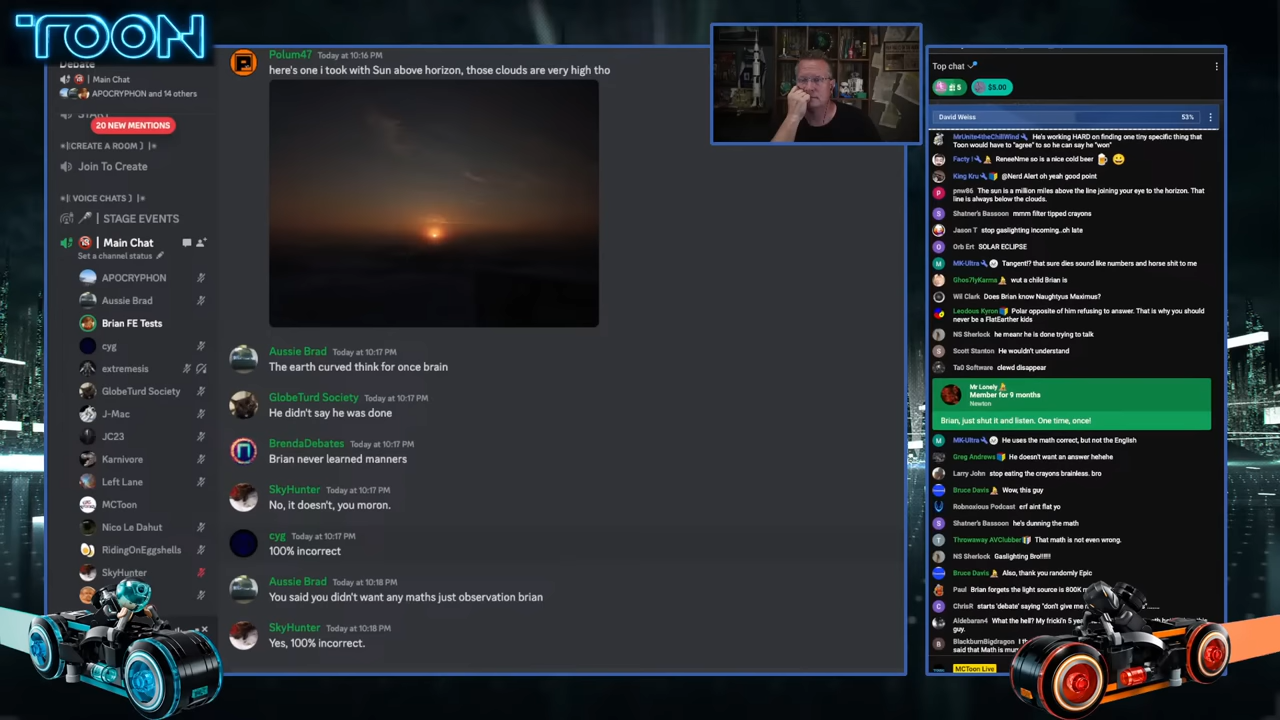 TOON
Debate
Main Chat
APOCRYPHON and 14 others
START
20 NEW MENTIONS
CREATE A ROOM
Join To Create
VOICE CHATS
STAGE EVENTS
Main Chat
Set a channel status
APOCRYPHON
Aussie Brad
Brian FE Tests
cyg
extremesis
GlobeTurd Society
J-Mac
JC23
Karnivore
Left Lane
MCToon
Nico Le Dahut
RidingOnEggshells
SkyHunter
Polum47 Today at 10:16 PM
here's one i took with Sun above horizon, those clouds are very high tho
Aussie Brad Today at 10:17 PM
The earth curved think for once brain
GlobeTurd Society Today at 10:17 PM
He didn't say he was done
BrendaDebates Today at 10:17 PM
Brian never learned manners
SkyHunter Today at 10:17 PM
No, it doesn't, you moron.
cyg Today at 10:17 PM
100% incorrect
Aussie Brad Today at 10:18 PM
You said you didn't want any maths just observation brian
SkyHunter Today at 10:18 PM
Yes, 100% incorrect.
Top chat
5 $5.00
David Weiss 53%
MrUnite4theChillWind He's working HARD on finding one tiny specific thing that
Toon would have to "agree" to so he can say he "won"
Facty ! ReneeNme so is a nice cold beer
King Kru @Nerd Alert oh yeah good point
pnw86 The sun is a million miles above the line joining your eye to the horizon. That
line is always below the clouds.
Shatner's Bassoon mmm filter tipped crayons
Jason T stop gaslighting incoming..oh late
Orb Ert SOLAR ECLIPSE
MK-Ultra Tangent!? that sure dies sound like numbers and horse shit to me
Ghos7lyKarma wut a child Brian is
Wil Clark Does Brian know Naughtyus Maximus?
Leodous Kyron Polar opposite of him refusing to answer. That is why you should
never be a FlatEarther kids
NS Sherlock he meanr he is done trying to talk
Scott Stanton He wouldn't understand
Ta0 Software clewd disappear
Mr Lonely
Member for 9 months
Newton
Brian, just shut it and listen. One time, once!
MK-Ultra He uses the math correct, but not the English
Greg Andrews He doesn't want an answer hehehe
Larry John stop eating the crayons brainless. bro
Bruce Davis Wow, this guy
Robnoxious Podcast erf aint flat yo
Shatner's Bassoon he's dunning the math
Throwaway AVClubber That math is not even wrong.
NS Sherlock Gaslighting Bro!!!!!!!
Bruce Davis Also, thank you randomly Epic
Paul Brian forgets the light source is 800K
ChrisR starts 'debate' saying "don't give me
Aldebaran4 What the hell? My frickI'n 5 yea
guy.
BlackburnBigdragon I th
said that Math is mu
MCToon Live